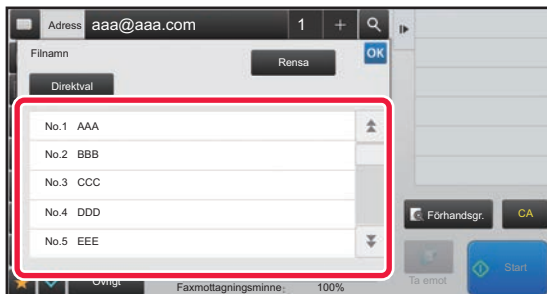 Adress aaa@aaa.com 1 +
Filnamn Rensa OK
Direktval
No.1 AAA
No.2 BBB
No.3 CCC
No.4 DDD
No.5 EEE
Förhandsgr. CA
Ta emot Start
Övrigt Faxmottagningsminne: 100%